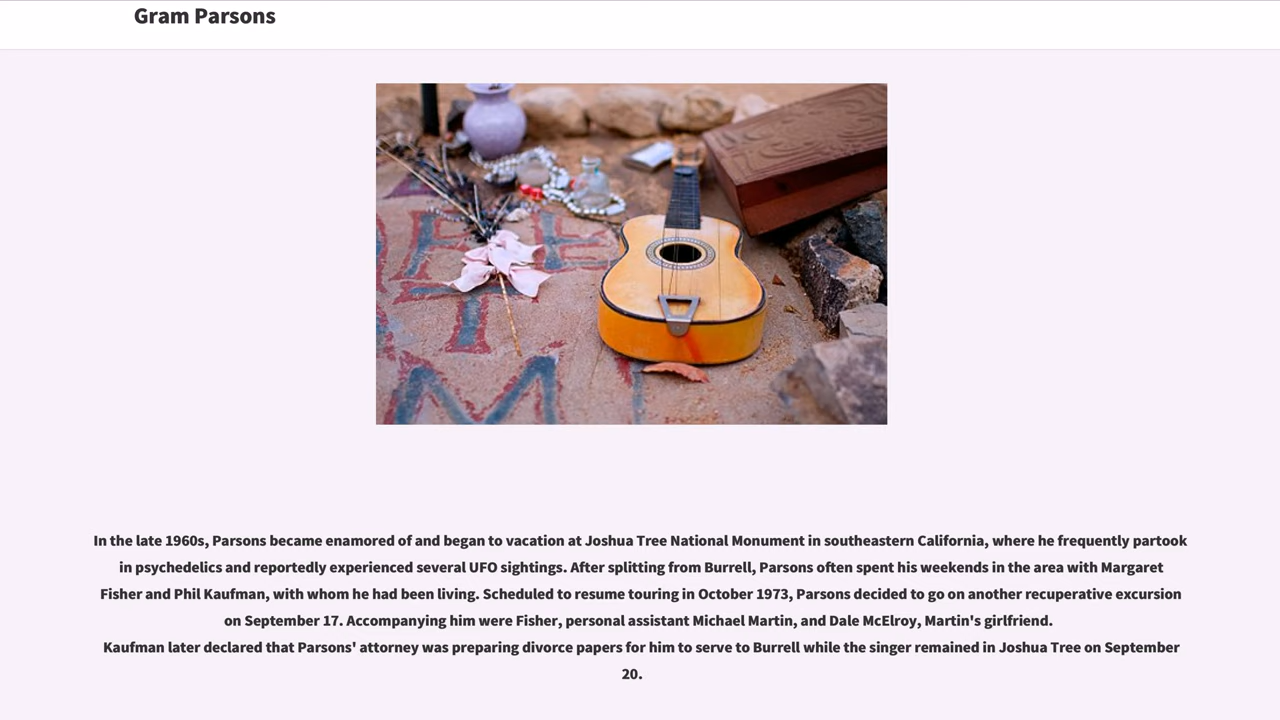 Gram Parsons
In the late 1960s, Parsons became enamored of and began to vacation at Joshua Tree National Monument in southeastern California, where he frequently partook
in psychedelics and reportedly experienced several UFO sightings. After splitting from Burrell, Parsons often spent his weekends in the area with Margaret
Fisher and Phil Kaufman, with whom he had been living. Scheduled to resume touring in October 1973, Parsons decided to go on another recuperative excursion
on September 17. Accompanying him were Fisher, personal assistant Michael Martin, and Dale McElroy, Martin's girlfriend.
Kaufman later declared that Parsons' attorney was preparing divorce papers for him to serve to Burrell while the singer remained in Joshua Tree on September
20.